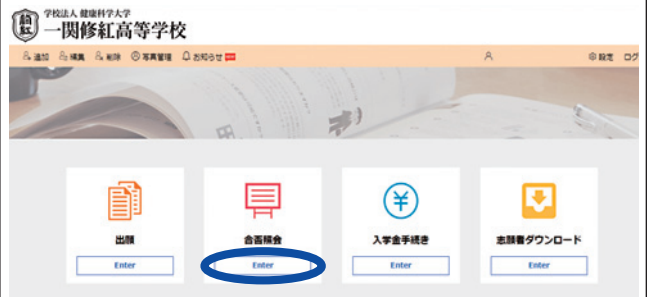 学校法人 健康科学大学
一関修紅高等学校
追加 編集 削除 写真管理 お知らせ 設定 ログ
出願 合否照会 入学金手続き 志願者ダウンロード
Enter Enter Enter Enter